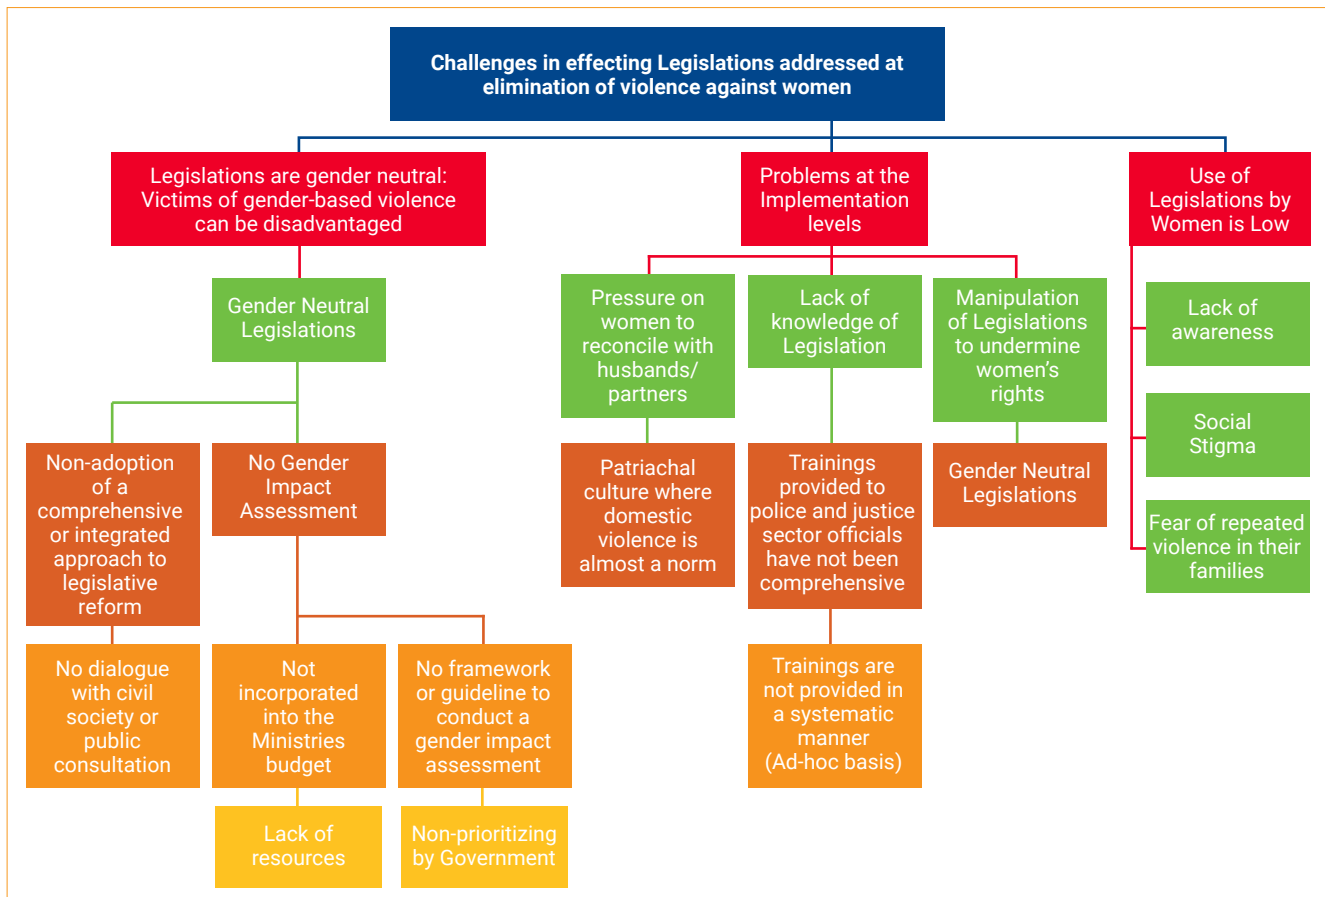 Challenges in effecting Legislations addressed at
elimination of violence against women
Legislations are gender neutral:
Victims of gender-based violence
can be disadvantaged
Problems at the
Implementation
levels
Use of
Legislations by
Women is Low
Gender Neutral
Legislations
Pressure on
women to
reconcile with
husbands/
partners
Lack of
knowledge of
Legislation
Manipulation
of Legislations
to undermine
women’s
rights
Lack of
awareness
Social
Stigma
Fear of repeated
violence in their
families
Non-adoption
of a
comprehensive
or integrated
approach to
legislative
reform
No Gender
Impact
Assessment
Patriachal
culture where
domestic
violence is
almost a norm
Trainings
provided to
police and justice
sector officials
have not been
comprehensive
Gender Neutral
Legislations
No dialogue
with civil
society or
public
consultation
Not
incorporated
into the
Ministries
budget
No framework
or guideline to
conduct a
gender impact
assessment
Trainings are
not provided in
a systematic
manner
(Ad-hoc basis)
Lack of
resources
Non-prioritizing
by Government